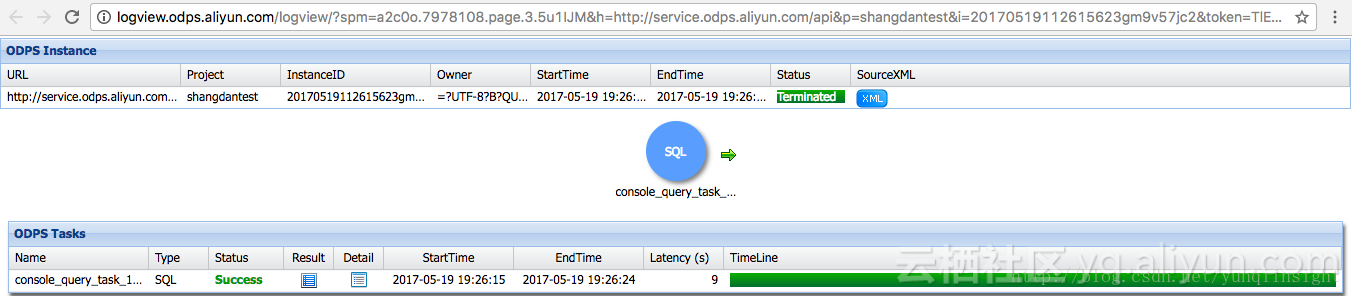 logview.odps.aliyun.com/logview/?spm=a2c0o.7978108.page.3.5u1IJM&h=http://service.odps.aliyun.com/api&p=shangdantest&i=20170519112615623gm9v57jc2&token=TlE...
ODPS Instance
URL Project InstanceID Owner StartTime EndTime Status SourceXML
http://service.odps.aliyun.com... shangdantest 20170519112615623gm... =?UTF-8?B?QU... 2017-05-19 19:26:... 2017-05-19 19:26:... Terminated XML
SQL
console_query_task_...
ODPS Tasks
Name Type Status Result Detail StartTime EndTime Latency (s) TimeLine
console_query_task_1... SQL Success 2017-05-19 19:26:15 2017-05-19 19:26:24 9
云栖社区 yq.aliyun.com
http://blog.csdn.net/yunqiinsight